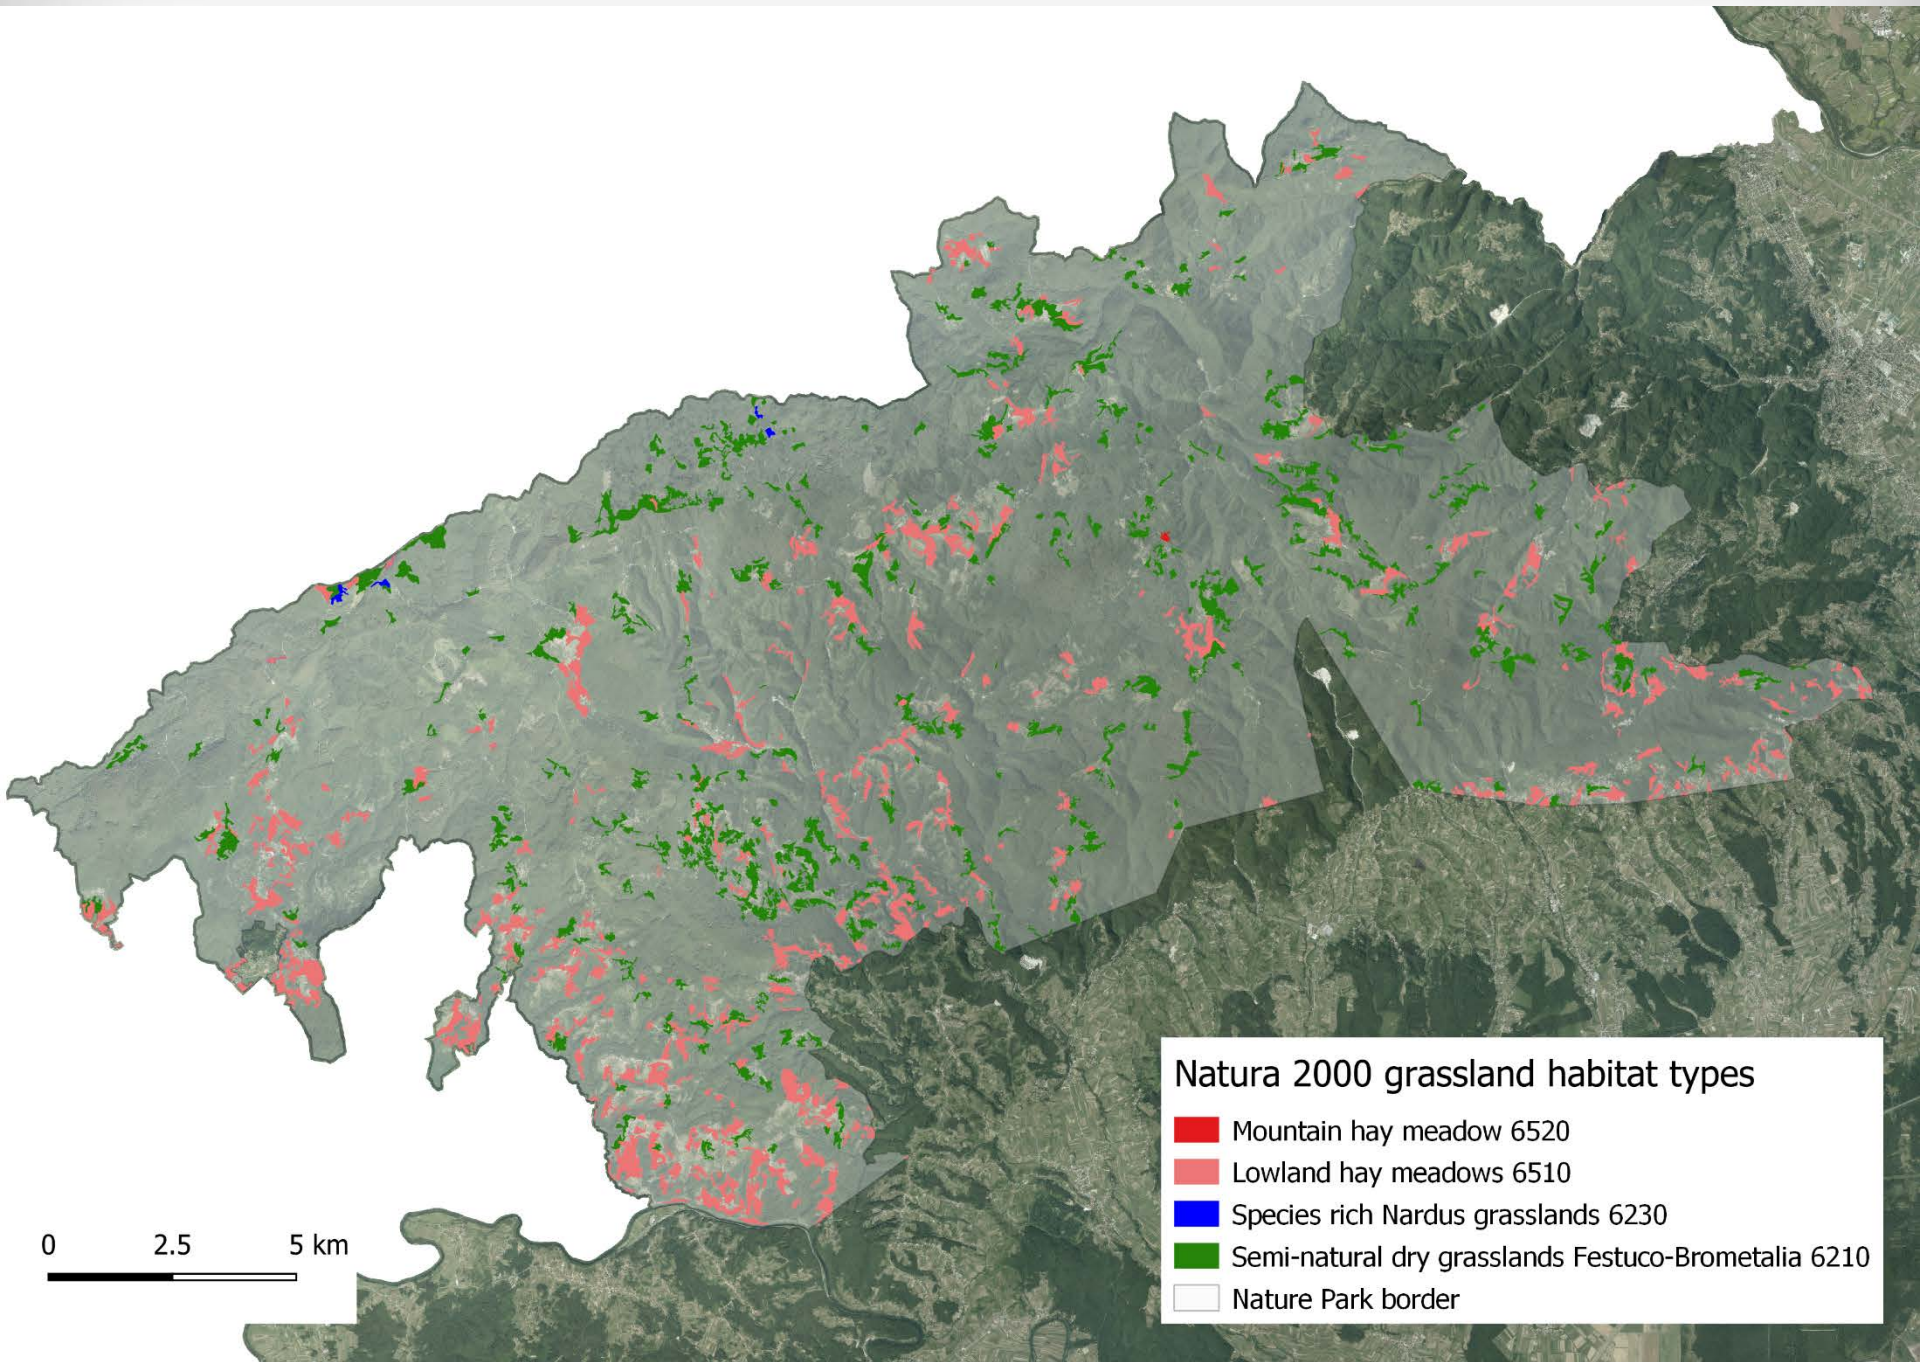 Natura 2000 grassland habitat types
Mountain hay meadow 6520
Lowland hay meadows 6510
Species rich Nardus grasslands 6230
Semi-natural dry grasslands Festuco-Brometalia 6210
Nature Park border
0 2.5 5 km